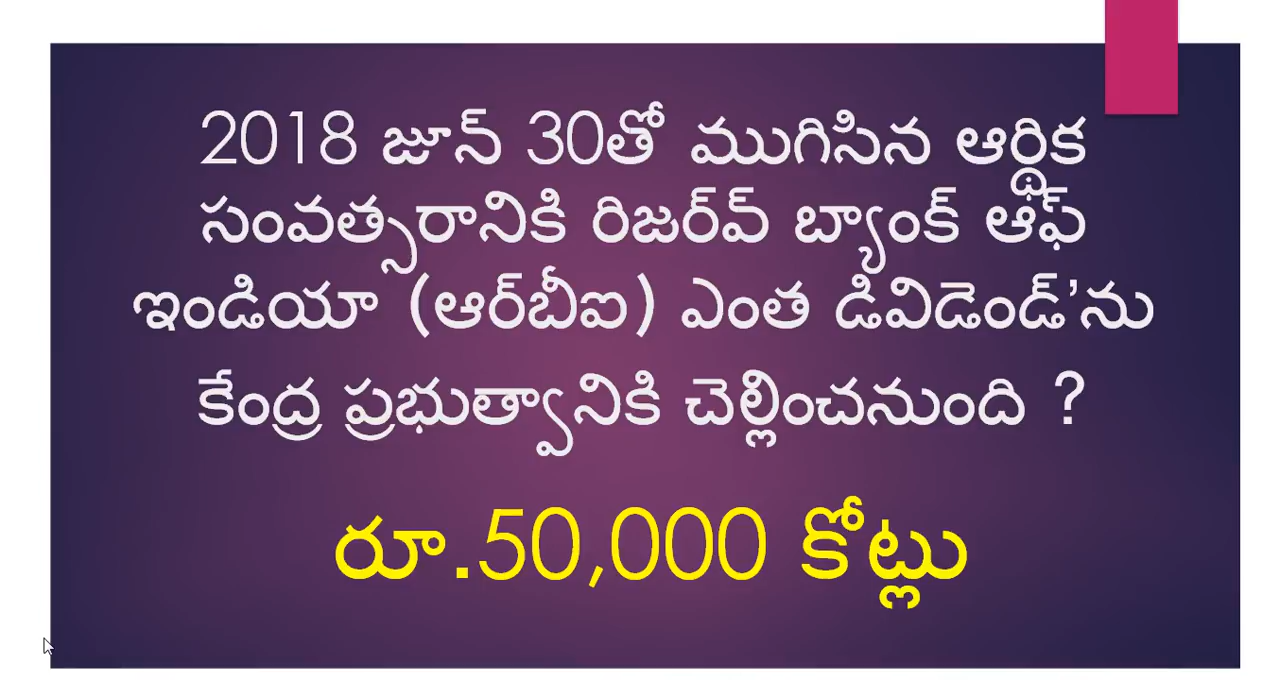 2018 జూన్ 30తో ముగిసిన ఆర్థిక
సంవత్సరానికి రిజర్‌వ్ బ్యాంక్ ఆఫ్
ఇండియా (ఆర్‌బీఐ) ఎంత డివిడెండ్'ను
కేంద్ర ప్రభుత్వానికి చెల్లించనుంది ?
రూ.50,000 కోట్లు